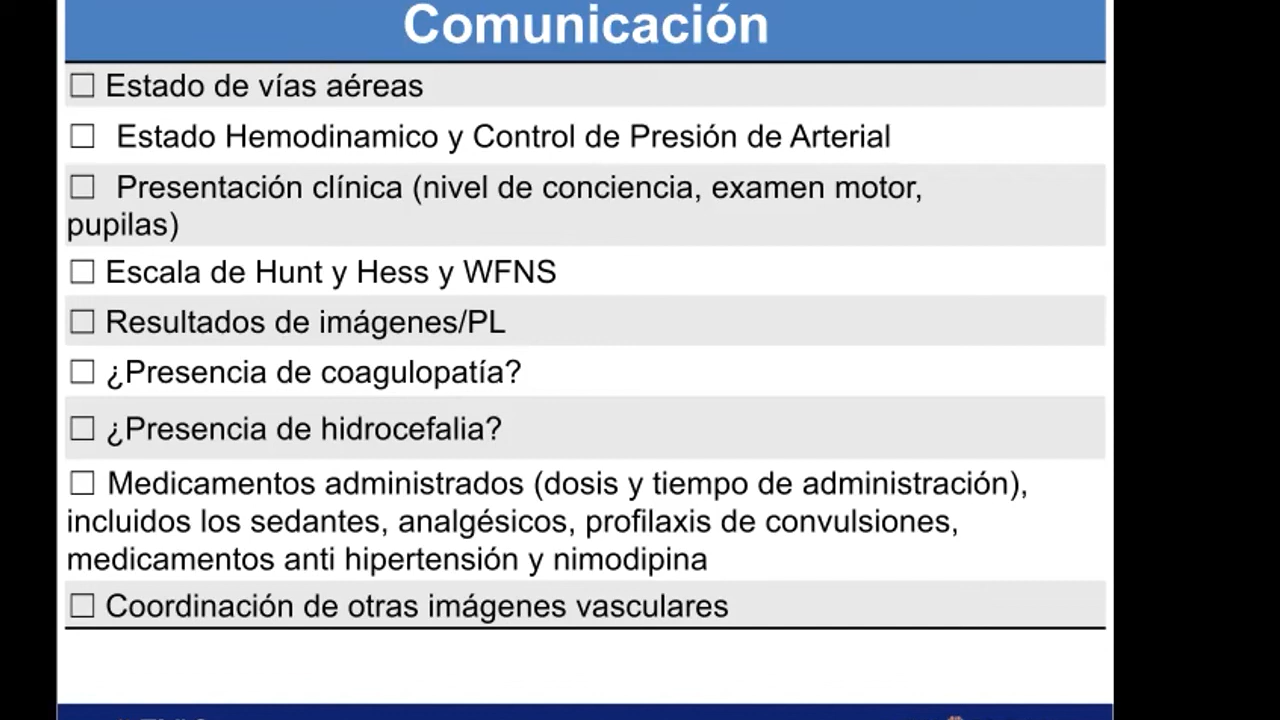 Comunicación
☐ Estado de vías aéreas
☐ Estado Hemodinamico y Control de Presión de Arterial
☐ Presentación clínica (nivel de conciencia, examen motor,
pupilas)
☐ Escala de Hunt y Hess y WFNS
☐ Resultados de imágenes/PL
☐ ¿Presencia de coagulopatía?
☐ ¿Presencia de hidrocefalia?
☐ Medicamentos administrados (dosis y tiempo de administración),
incluidos los sedantes, analgésicos, profilaxis de convulsiones,
medicamentos anti hipertensión y nimodipina
☐ Coordinación de otras imágenes vasculares